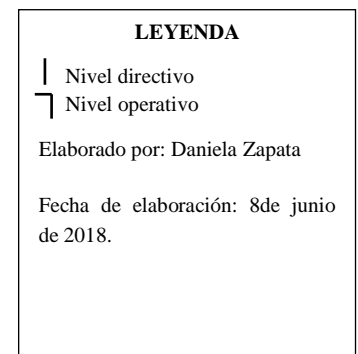 LEYENDA
Nivel directivo
Nivel operativo
Elaborado por: Daniela Zapata
Fecha de elaboración: 8de junio
de 2018.